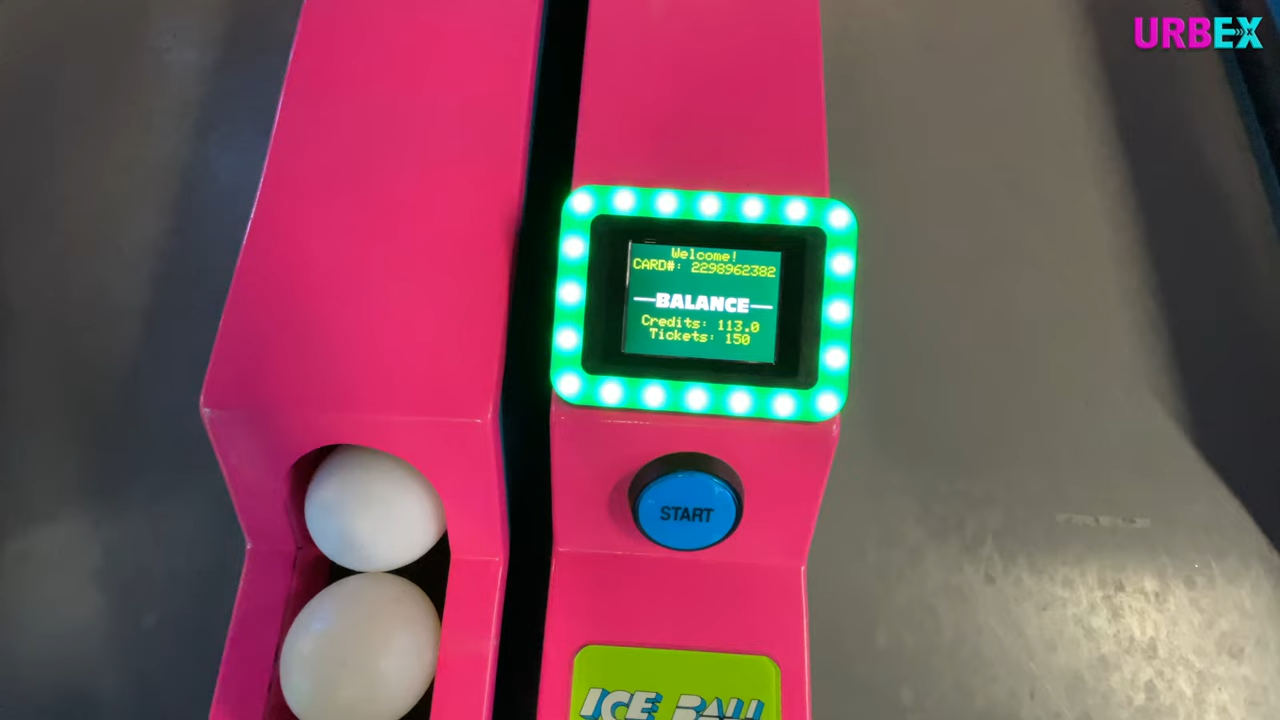 URBEX
Welcome!
CARD#: 2298962382
BALANCE
Credits: 113.0
Tickets: 150
START
ICE BALL